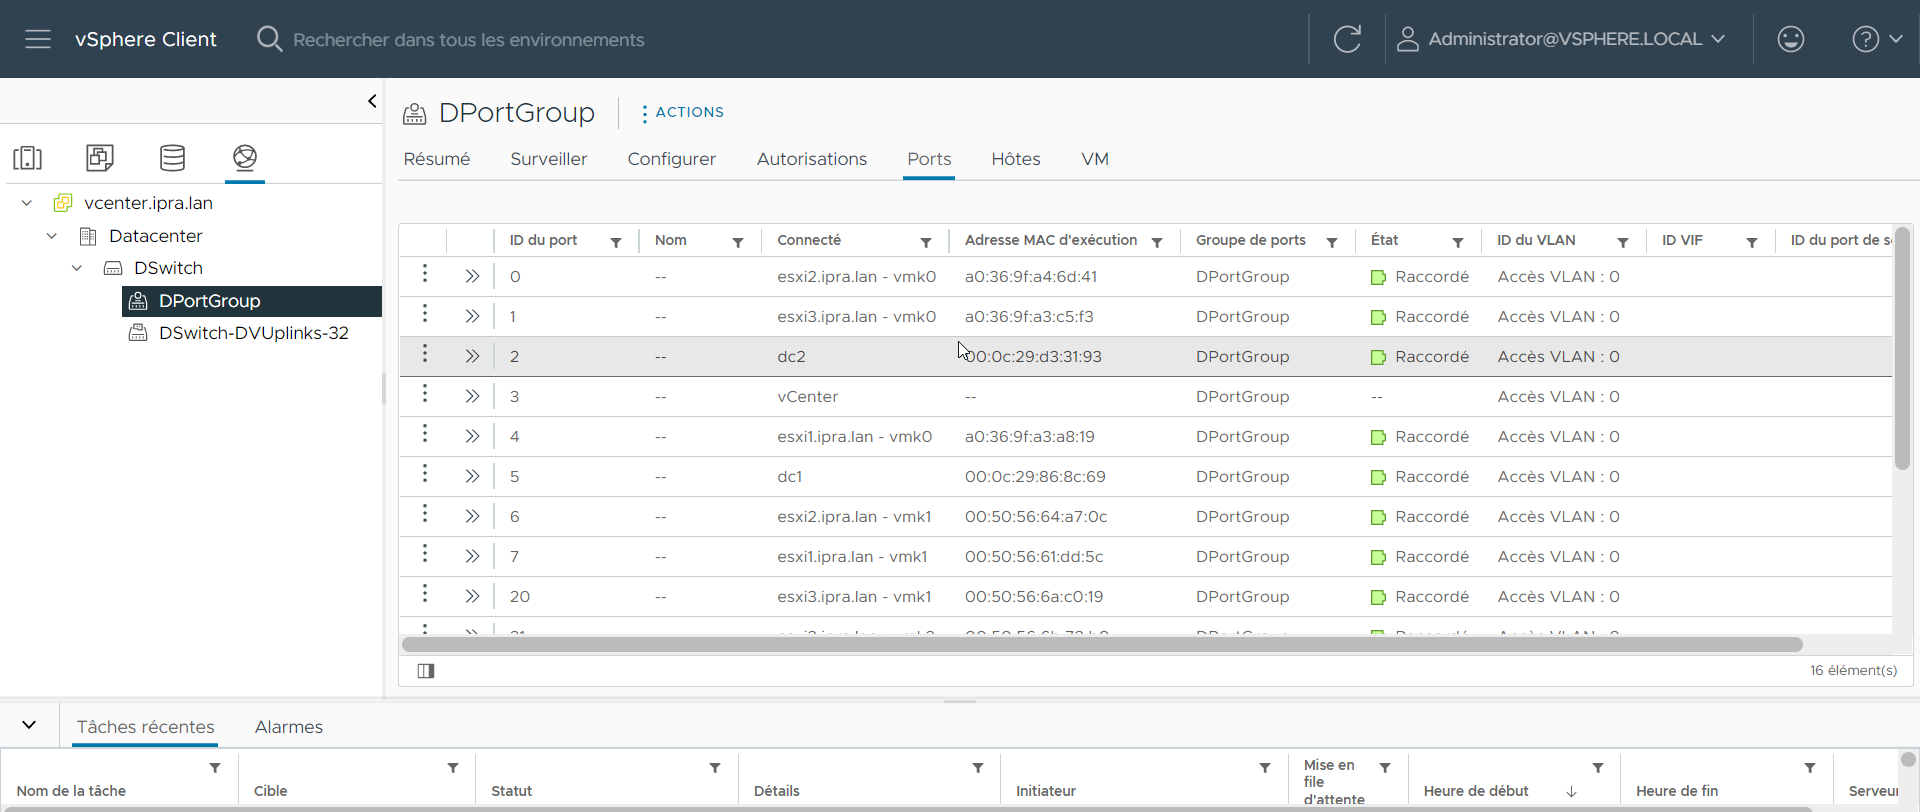 vSphere Client
Rechercher dans tous les environnements
Administrator@VSPHERE.LOCAL
vcenter.ipra.lan
Datacenter
DSwitch
DPortGroup
DSwitch-DVUplinks-32
DPortGroup
ACTIONS
Résumé Surveiller Configurer Autorisations Ports Hôtes VM
ID du port Nom Connecté Adresse MAC d'exécution Groupe de ports État ID du VLAN ID VIF ID du port de
0 -- esxi2.ipra.lan - vmk0 a0:36:9f:a4:6d:41 DPortGroup Raccordé Accès VLAN : 0
1 -- esxi3.ipra.lan - vmk0 a0:36:9f:a3:c5:f3 DPortGroup Raccordé Accès VLAN : 0
2 -- dc2 00:0c:29:d3:31:93 DPortGroup Raccordé Accès VLAN : 0
3 -- vCenter -- DPortGroup -- Accès VLAN : 0
4 -- esxi1.ipra.lan - vmk0 a0:36:9f:a3:a8:19 DPortGroup Raccordé Accès VLAN : 0
5 -- dc1 00:0c:29:86:8c:69 DPortGroup Raccordé Accès VLAN : 0
6 -- esxi2.ipra.lan - vmk1 00:50:56:64:a7:0c DPortGroup Raccordé Accès VLAN : 0
7 -- esxi1.ipra.lan - vmk1 00:50:56:61:dd:5c DPortGroup Raccordé Accès VLAN : 0
20 -- esxi3.ipra.lan - vmk1 00:50:56:6a:c0:19 DPortGroup Raccordé Accès VLAN : 0
16 élément(s)
Tâches récentes Alarmes
Nom de la tâche Cible Statut Détails Initiateur Mise en file d'attente Heure de début Heure de fin